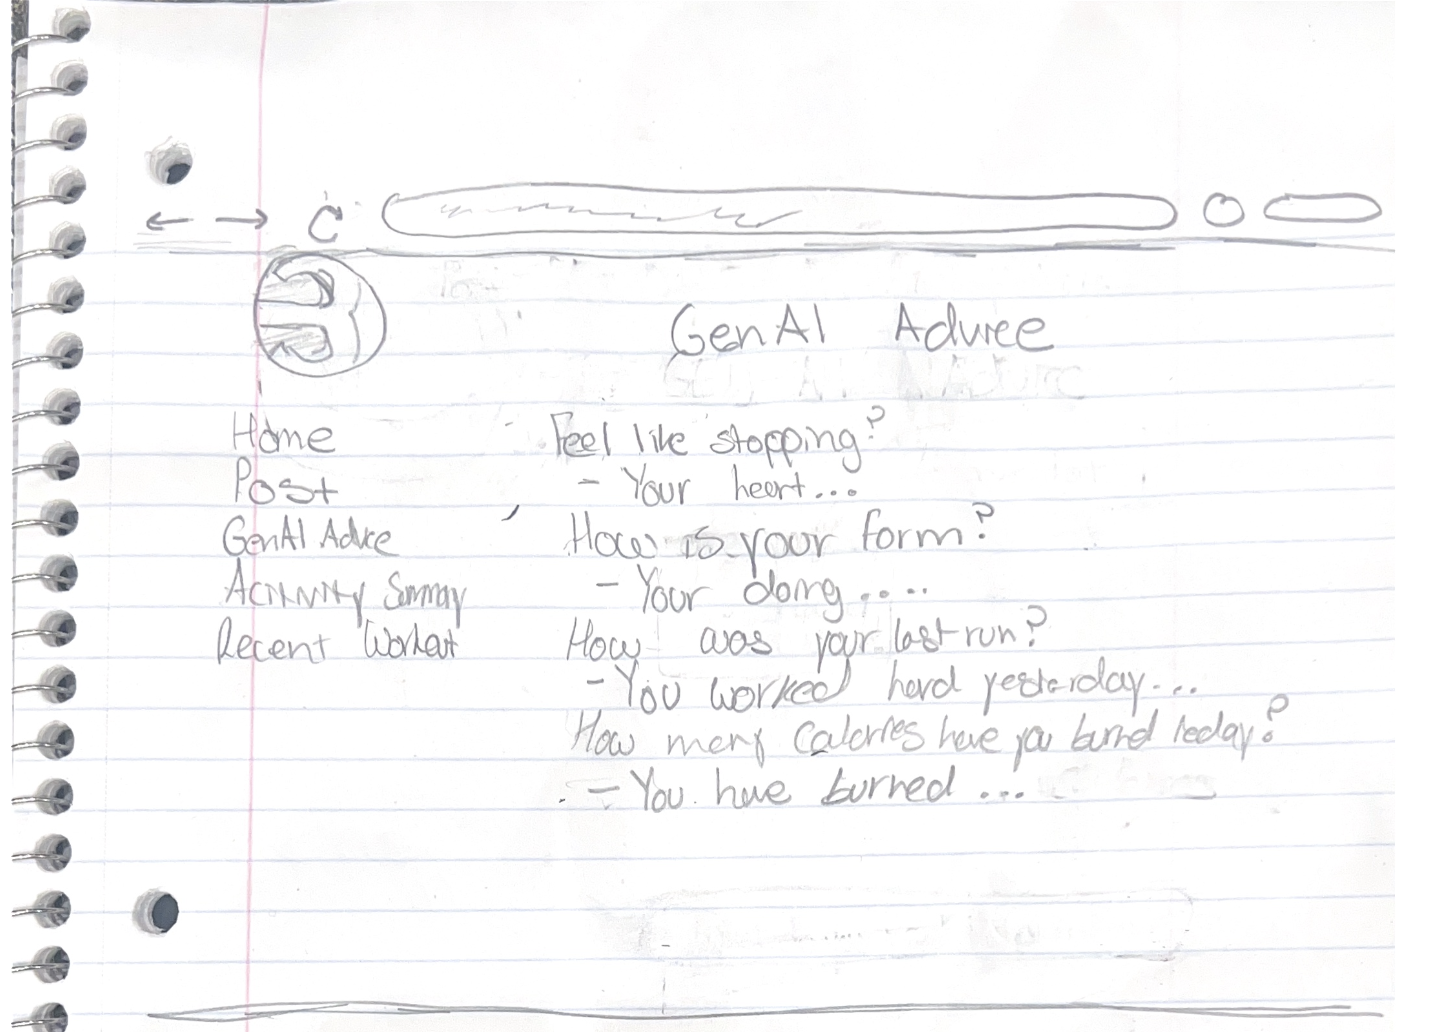 GenAI Advice
Home
Post
GenAI Advice
Activity Summary
Recent Workout
Feel like stopping?
- Your heart...
How is your form?
- Your doing....
How was your last run?
- You worked hard yesterday...
How many calories have you burned today?
- You have burned ...